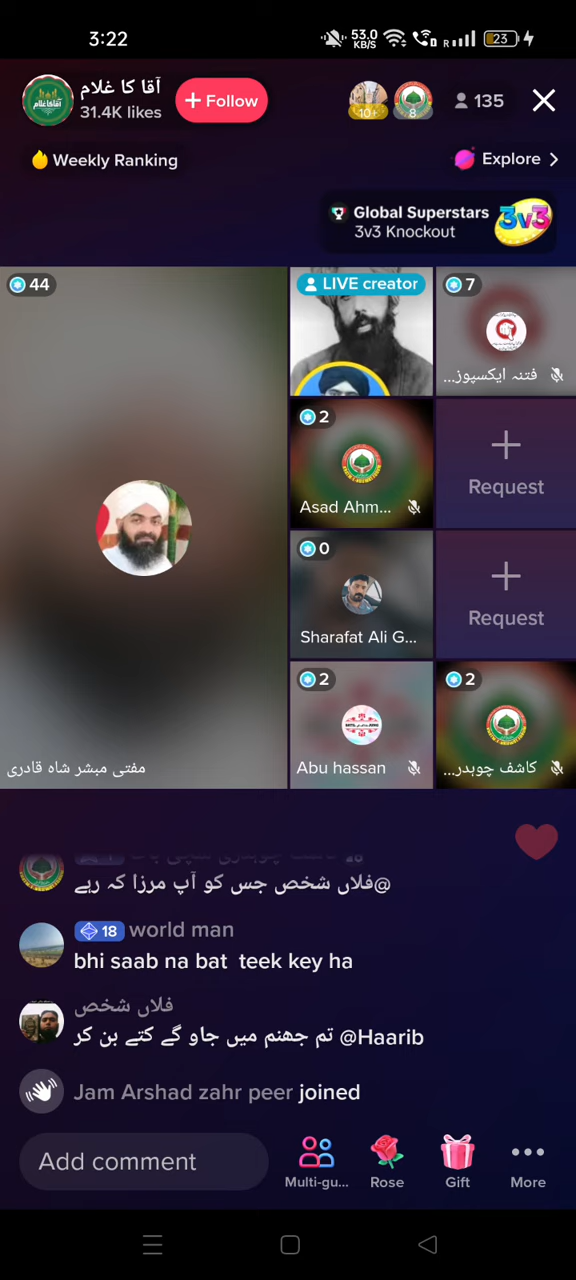 3:22
53.0
KB/S
R
23
آقا کا غلام
31.4K likes
+ Follow
10+
8
135
Weekly Ranking
Explore
Global Superstars
3v3 Knockout
3v3
44
LIVE creator
7
فتنہ ایکسپوز...
2
Asad Ahm...
Request
0
Sharafat Ali G...
Request
2
Abu hassan
2
کاشف چوہدر...
مفتی مبشر شاہ قادری
@فلاں شخص جس کو آپ مرزا کہ رہے
18 world man
bhi saab na bat teek key ha
فلاں شخص
@Haarib تم جھنم میں جاو گے کتے بن کر
Jam Arshad zahr peer joined
Add comment
Multi-gu...
Rose
Gift
More